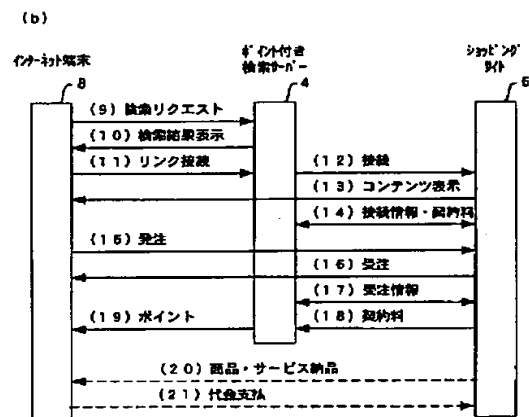 (b)
インターネット端末
ポイント付き
検索サーバー
ショッピング
サイト
8
4
6
(9)検索リクエスト
(10)検索結果表示
(11)リンク接続
(12)接続
(13)コンテンツ表示
(14)接続情報・契約料
(15)発注
(16)受注
(17)受注情報
(18)契約料
(19)ポイント
(20)商品・サービス納品
(21)代金支払